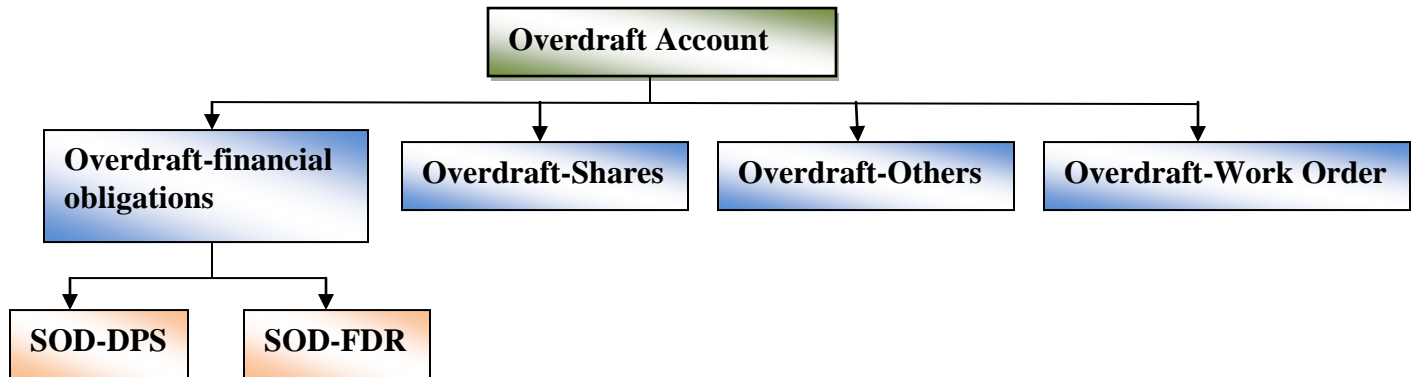 Overdraft Account
Overdraft-financial
obligations
Overdraft-Shares
Overdraft-Others
Overdraft-Work Order
SOD-DPS
SOD-FDR